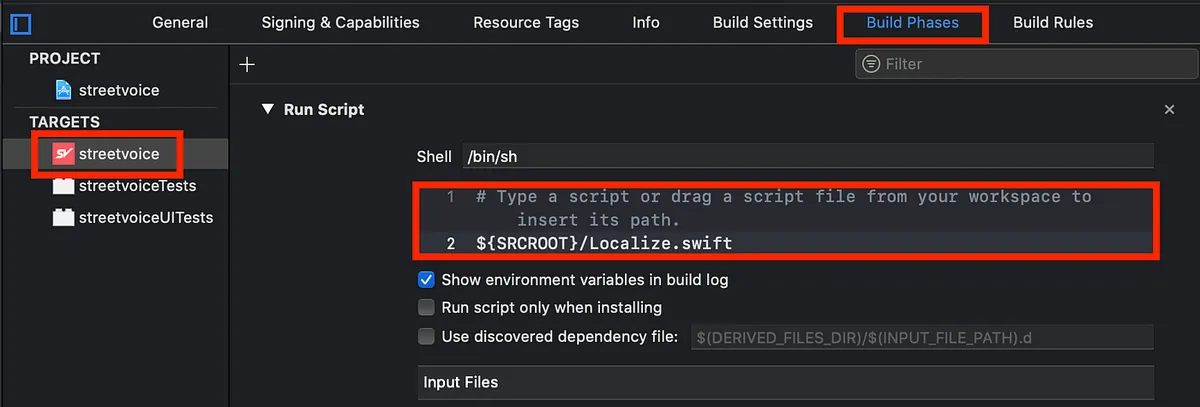 General Signing & Capabilities Resource Tags Info Build Settings Build Phases Build Rules
PROJECT
streetvoice
TARGETS
SV streetvoice
streetvoiceTests
streetvoiceUITests
+ Filter
Run Script
Shell /bin/sh
1 # Type a script or drag a script file from your workspace to
insert its path.
2 ${SRCROOT}/Localize.swift
Show environment variables in build log
Run script only when installing
Use discovered dependency file: $(DERIVED_FILES_DIR)/$(INPUT_FILE_PATH).d
Input Files